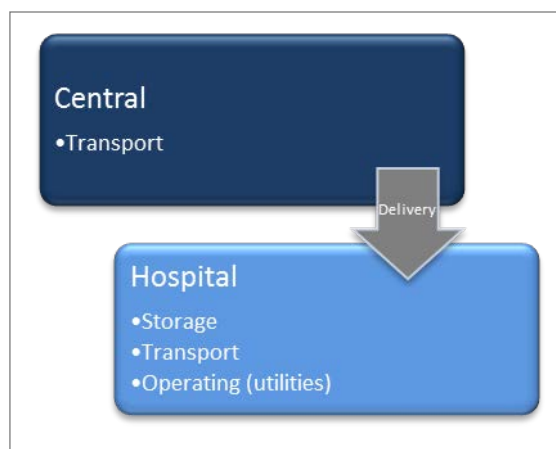 Central
•Transport
Delivery
Hospital
•Storage
•Transport
•Operating (utilities)